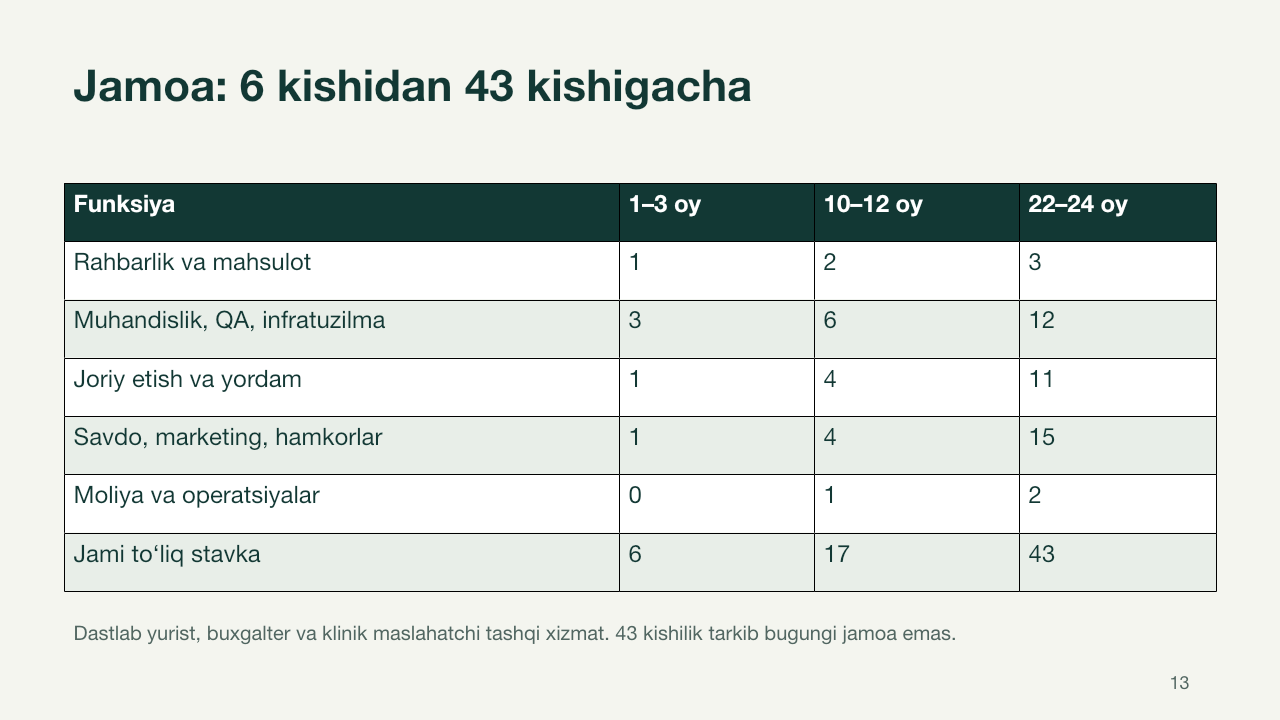 Jamoa: 6 kishidan 43 kishigacha
Funksiya 1–3 oy 10–12 oy 22–24 oy
Rahbarlik va mahsulot 1 2 3
Muhandislik, QA, infratuzilma 3 6 12
Joriy etish va yordam 1 4 11
Savdo, marketing, hamkorlar 1 4 15
Moliya va operatsiyalar 0 1 2
Jami to‘liq stavka 6 17 43
Dastlab yurist, buxgalter va klinik maslahatchi tashqi xizmat. 43 kishilik tarkib bugungi jamoa emas.
13